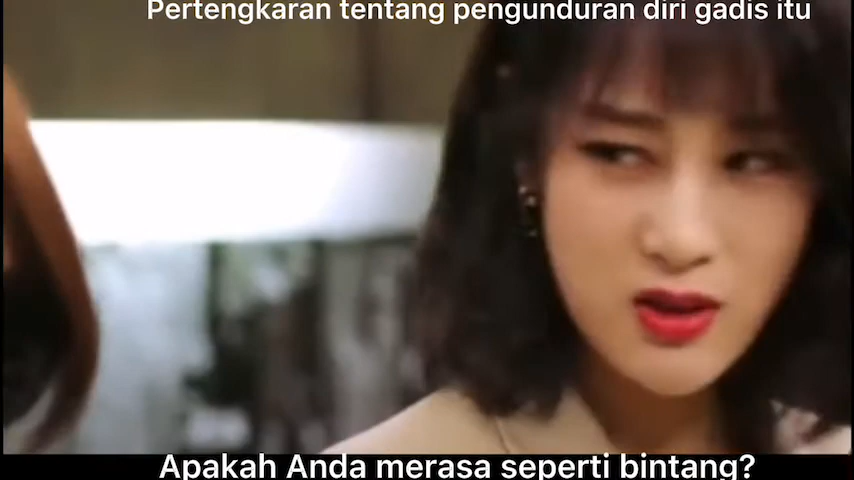 Pertengkaran tentang pengunduran diri gadis itu
Apakah Anda merasa seperti bintang?